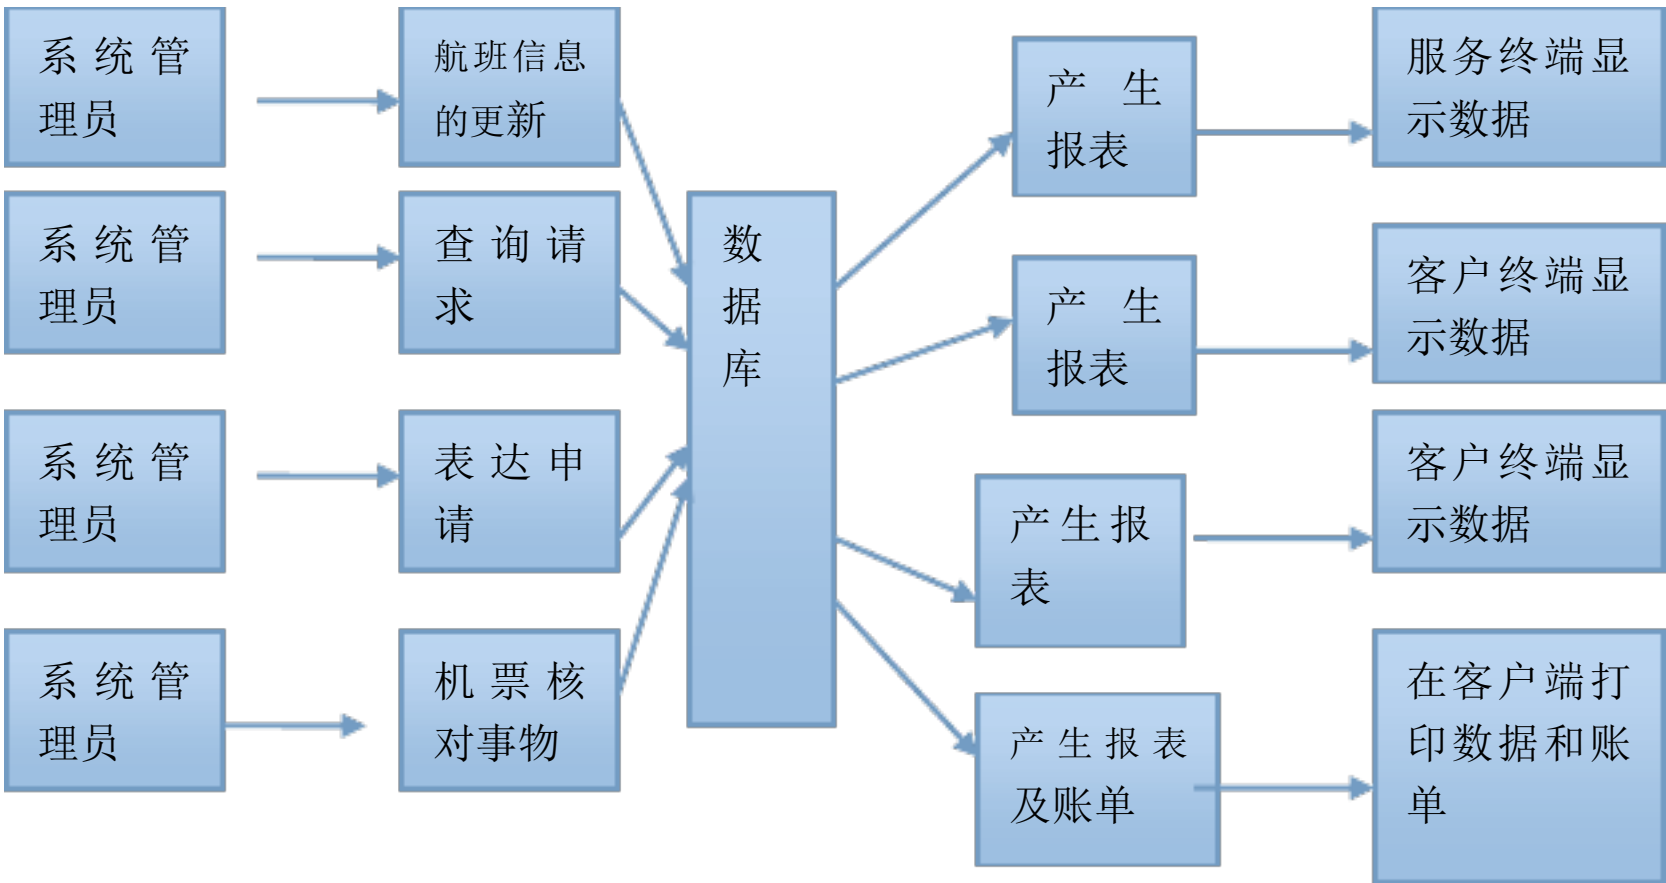 系统管
理员
航班信息
的更新
产生
报表
服务终端显
示数据
系统管
理员
查询请
求
数
据
库
产生
报表
客户终端显
示数据
系统管
理员
表达申
请
产生报
表
客户终端显
示数据
系统管
理员
机票核
对事物
产生报表
及账单
在客户端打
印数据和账
单